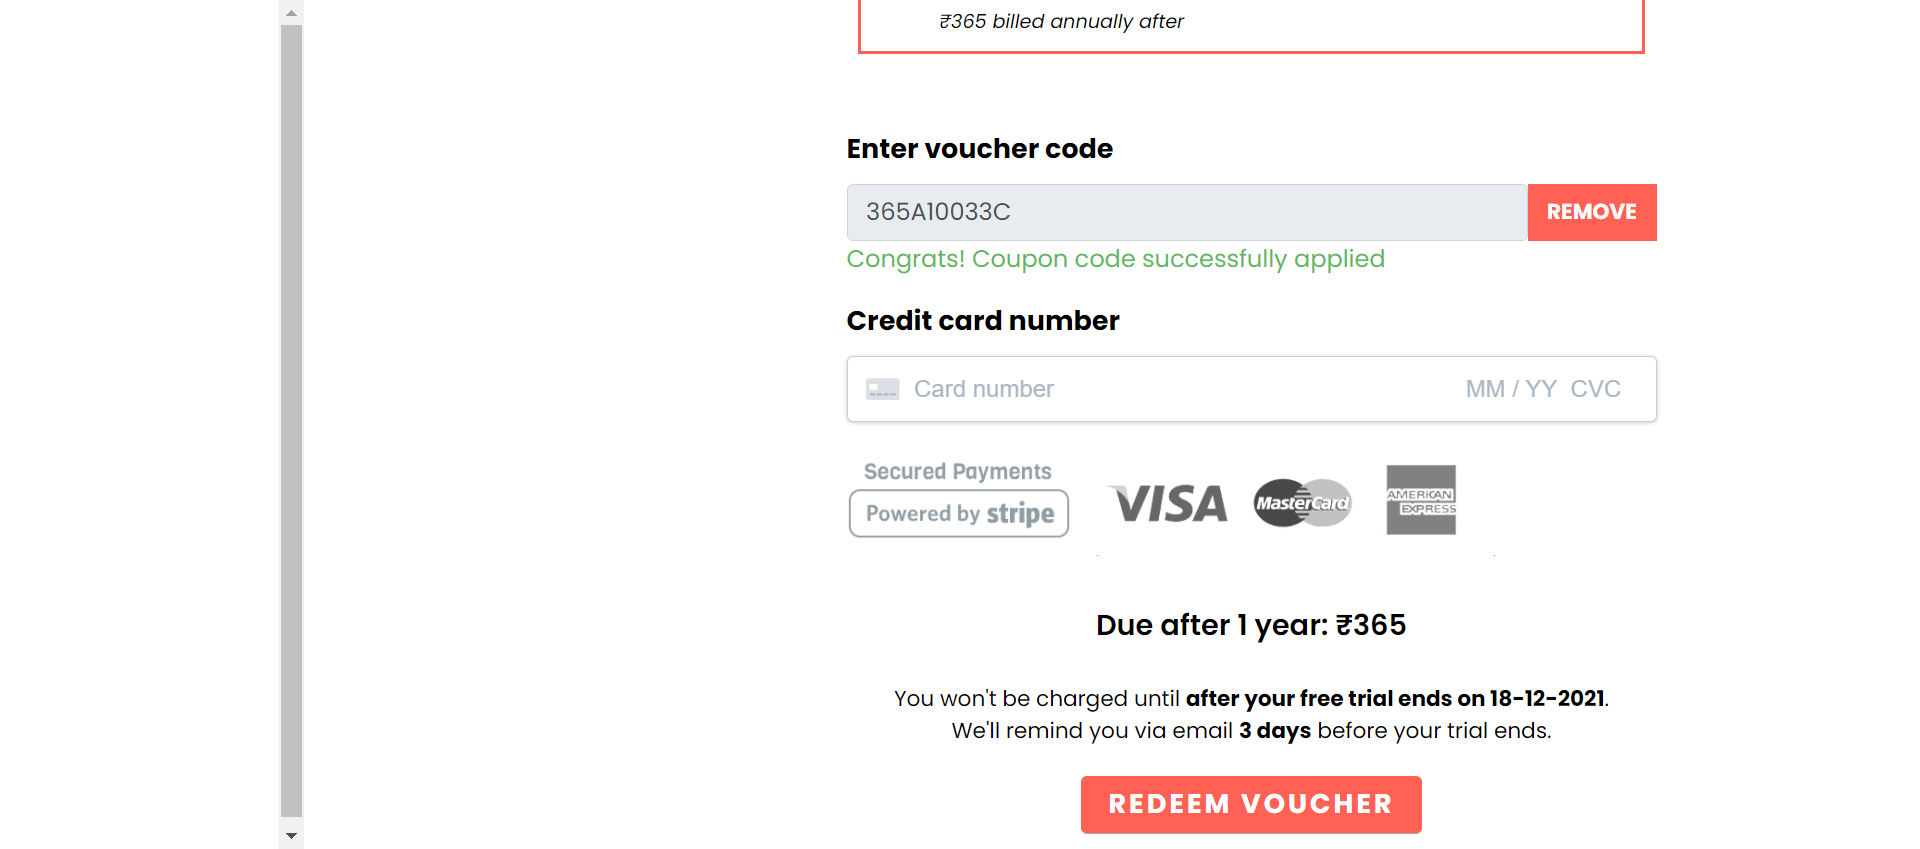 ₹365 billed annually after
Enter voucher code
365A10033C
REMOVE
Congrats! Coupon code successfully applied
Credit card number
Card number MM / YY CVC
Secured Payments
Powered by stripe
VISA
MasterCard
AMERICAN
EXPRESS
Due after 1 year: ₹365
You won't be charged until after your free trial ends on 18-12-2021.
We'll remind you via email 3 days before your trial ends.
REDEEM VOUCHER